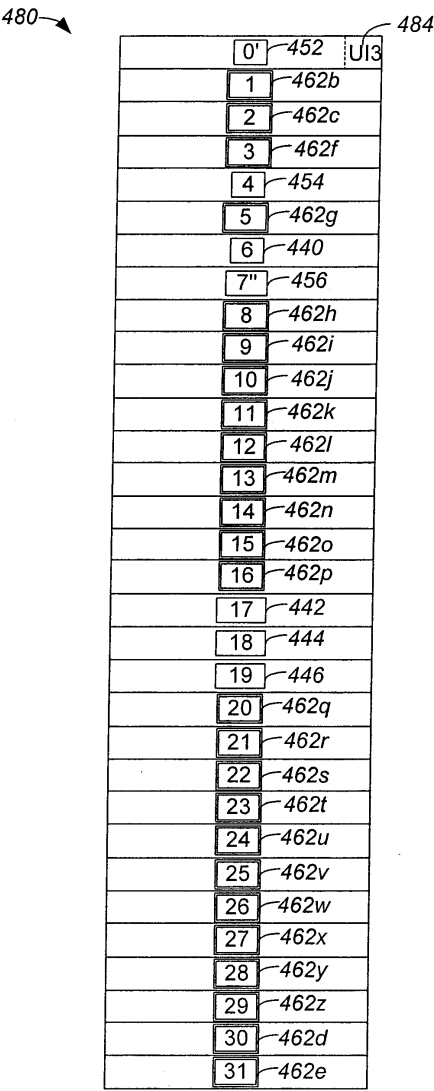 480
0' 452 UI3 484
1 462b
2 462c
3 462f
4 454
5 462g
6 440
7" 456
8 462h
9 462i
10 462j
11 462k
12 462l
13 462m
14 462n
15 462o
16 462p
17 442
18 444
19 446
20 462q
21 462r
22 462s
23 462t
24 462u
25 462v
26 462w
27 462x
28 462y
29 462z
30 462d
31 462e